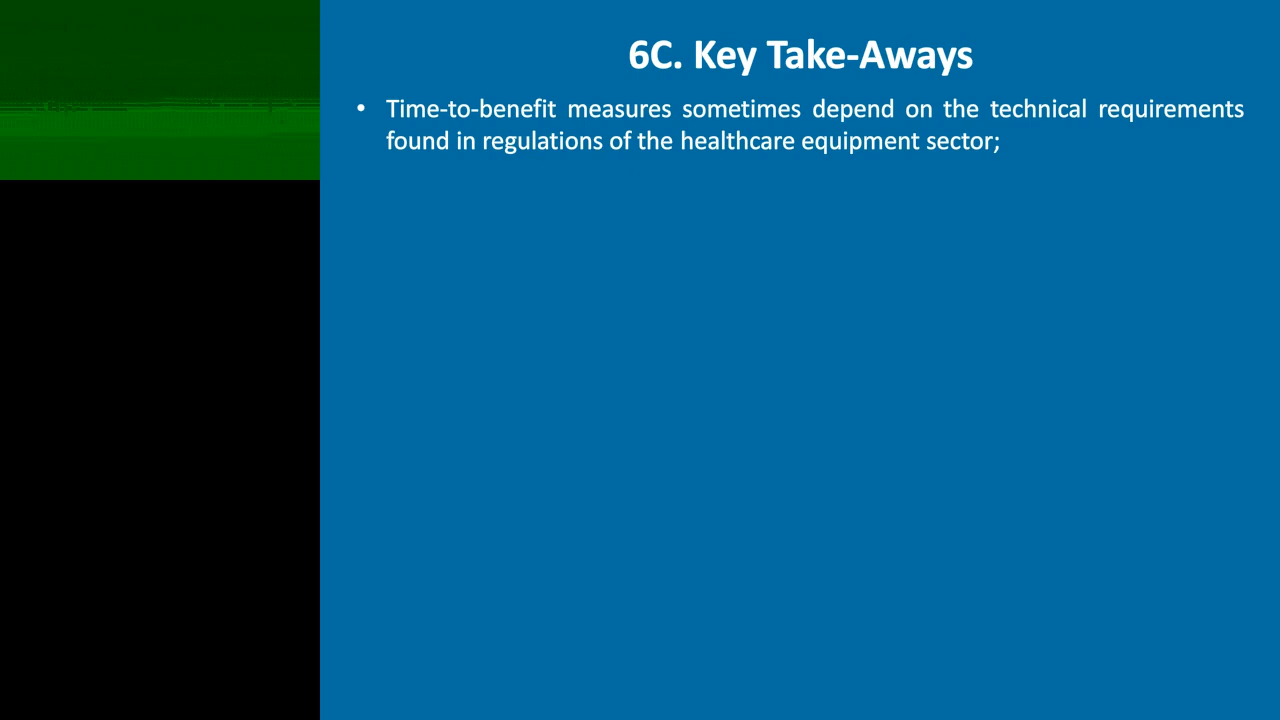 6C. Key Take-Aways
• Time-to-benefit measures sometimes depend on the technical requirements
found in regulations of the healthcare equipment sector;